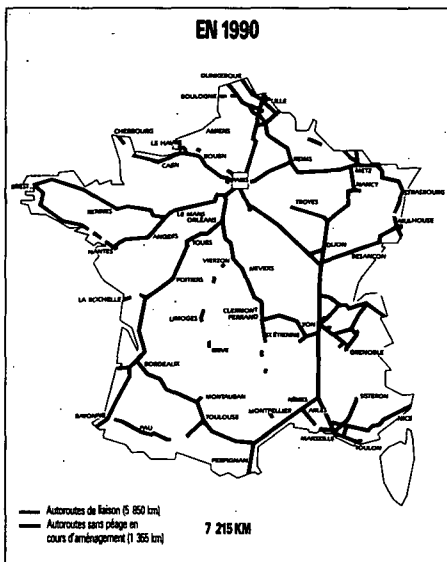 EN 1990
DUNKERQUE
BOULOGNE
LILLE
CHERBOURG
AMIENS
LE HAVRE
ROUEN
CAEN
REIMS
METZ
PARIS
NANCY
STRASBOURG
BREST
TROYES
RENNES
LE MANS
ORLEANS
MULHOUSE
ANGERS
DIJON
NANTES
TOURS
BESANÇON
VIERZON
NEVERS
POITIERS
LA ROCHELLE
CLERMONT
FERRAND
LIMOGES
LYON
ST ÉTIENNE
BRIVE
GRENOBLE
BORDEAUX
MONTAUBAN
NIMES
SISTERON
BAYONNE
MONTPELLIER
ARLES
NICE
PAU
TOULOUSE
MARSEILLE
TOULON
PERPIGNAN
Autoroutes de liaison (5 850 km)
Autoroutes sans péage en
cours d'aménagement (1 365 km)
7 215 KM